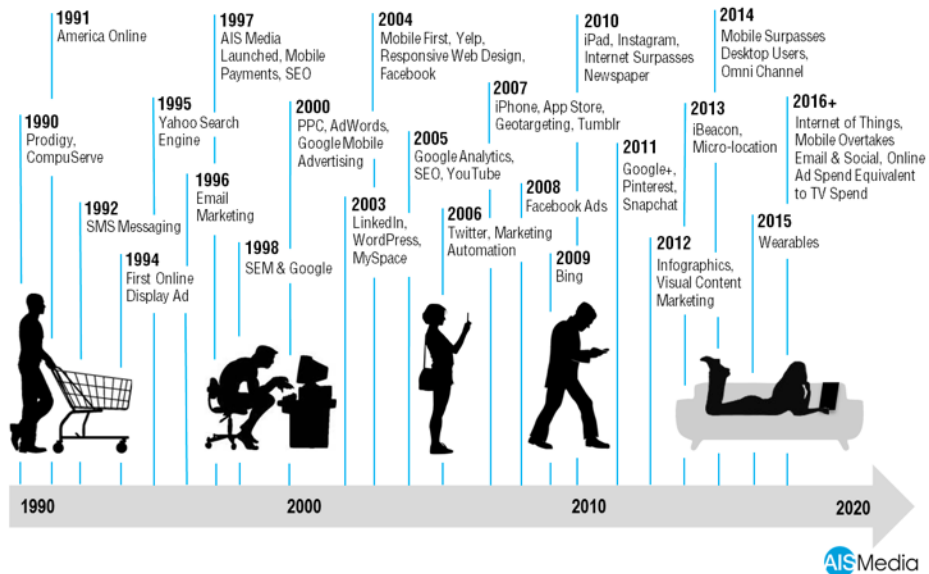 1990
Prodigy,
CompuServe
1991
America Online
1992
SMS Messaging
1994
First Online
Display Ad
1995
Yahoo Search
Engine
1996
Email
Marketing
1997
AIS Media
Launched, Mobile
Payments, SEO
1998
SEM & Google
2000
PPC, AdWords,
Google Mobile
Advertising
2003
LinkedIn,
WordPress,
MySpace
2004
Mobile First, Yelp,
Responsive Web Design,
Facebook
2005
Google Analytics,
SEO, YouTube
2006
Twitter, Marketing
Automation
2007
iPhone, App Store,
Geotargeting, Tumblr
2008
Facebook Ads
2009
Bing
2010
iPad, Instagram,
Internet Surpasses
Newspaper
2011
Google+,
Pinterest,
Snapchat
2012
Infographics,
Visual Content
Marketing
2013
iBeacon,
Micro-location
2014
Mobile Surpasses
Desktop Users,
Omni Channel
2015
Wearables
2016+
Internet of Things,
Mobile Overtakes
Email & Social, Online
Ad Spend Equivalent
to TV Spend
1990
2000
2010
2020
AISMedia